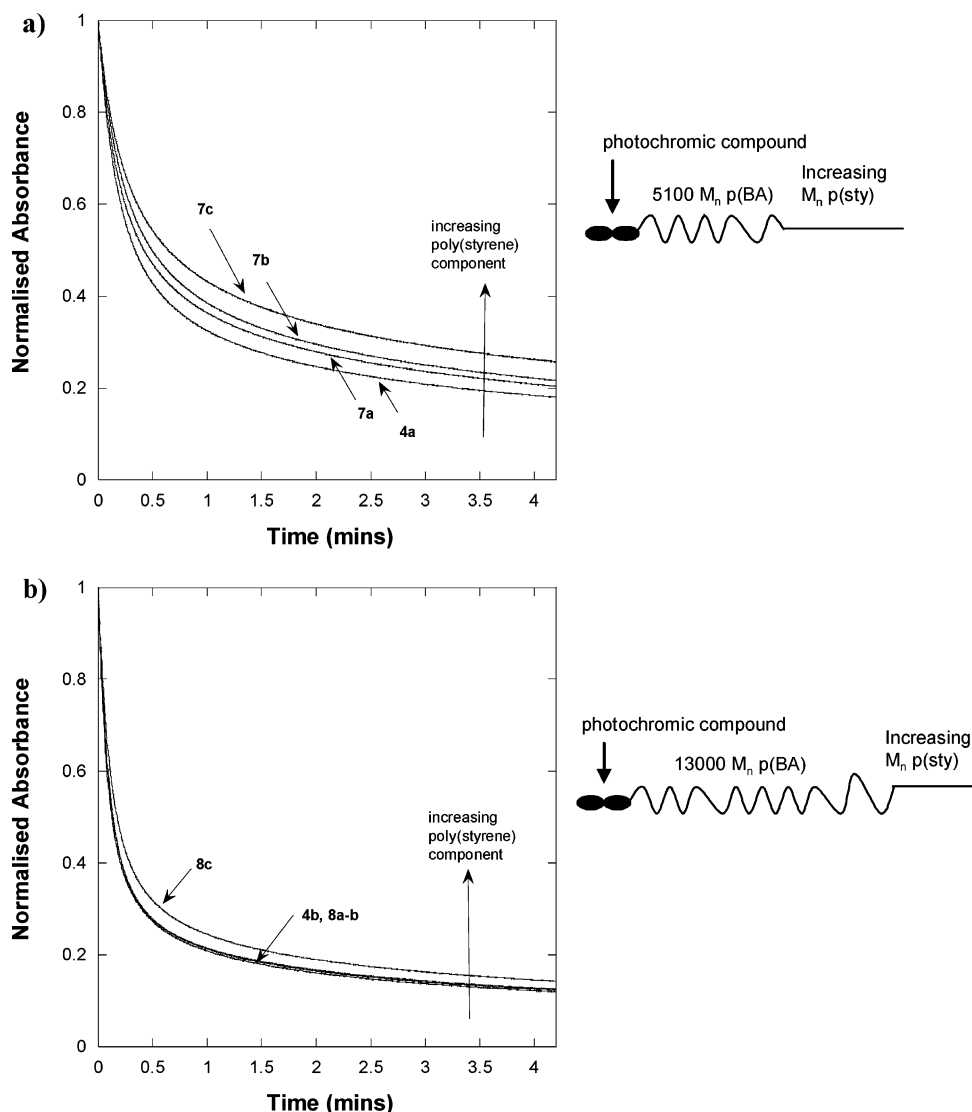 a)
Normalised Absorbance
1
0.8
0.6
0.4
0.2
0
7c
7b
7a
4a
increasing
poly(styrene)
component
0 0.5 1 1.5 2 2.5 3 3.5 4
Time (mins)
photochromic compound
5100 Mn p(BA)
Increasing
Mn p(sty)
b)
Normalised Absorbance
1
0.8
0.6
0.4
0.2
0
8c
4b, 8a-b
increasing
poly(styrene)
component
0 0.5 1 1.5 2 2.5 3 3.5 4
Time (mins)
photochromic compound
13000 Mn p(BA)
Increasing
Mn p(sty)